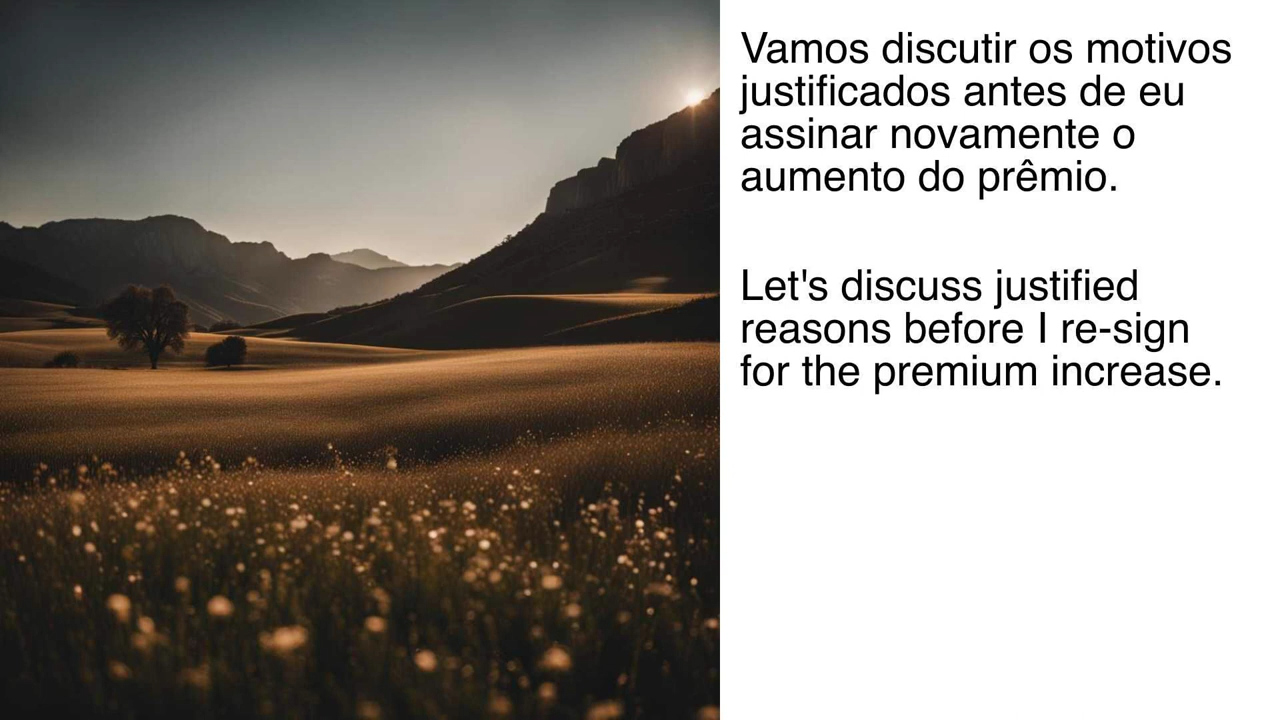 Vamos discutir os motivos
justificados antes de eu
assinar novamente o
aumento do prêmio.
Let's discuss justified
reasons before I re-sign
for the premium increase.